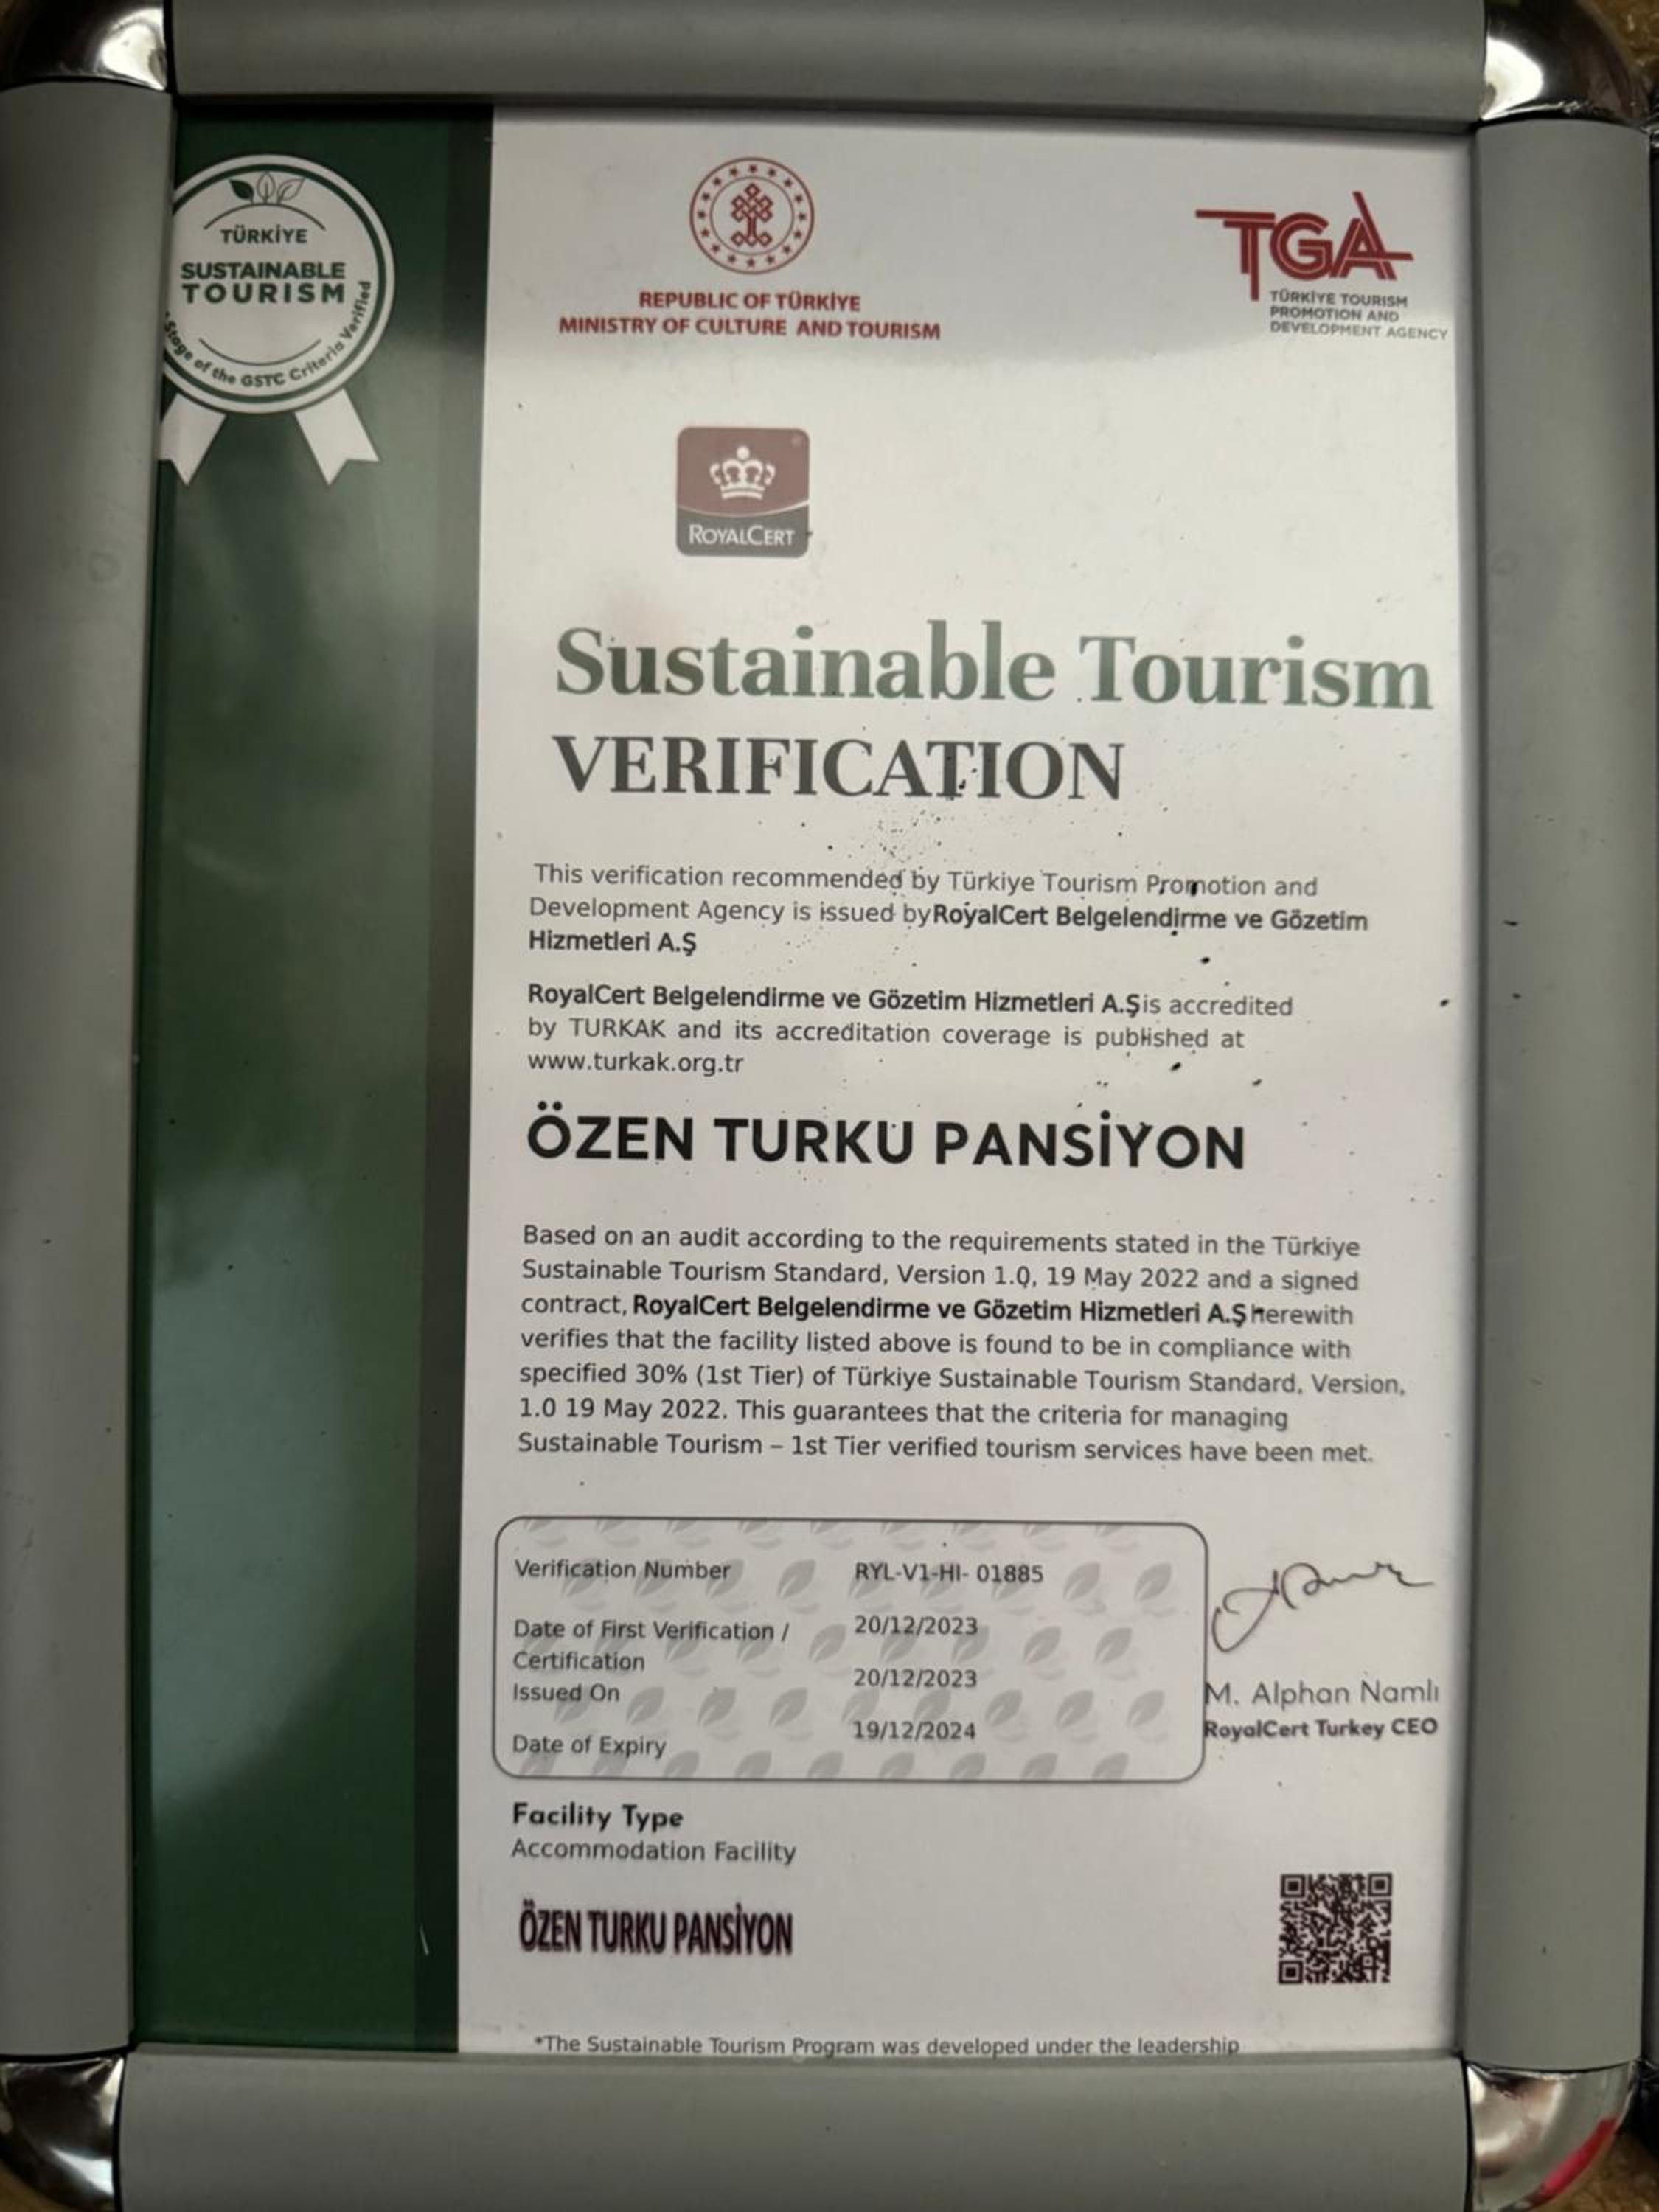 TÜRKİYE
SUSTAINABLE
TOURISM
Stage of the GSTC Criteria Verified
REPUBLIC OF TÜRKİYE
MINISTRY OF CULTURE AND TOURISM
TGA
TÜRKİYE TOURISM
PROMOTION AND
DEVELOPMENT AGENCY
ROYALCERT
Sustainable Tourism
VERIFICATION
This verification recommended by Türkiye Tourism Promotion and
Development Agency is issued by RoyalCert Belgelendirme ve Gözetim
Hizmetleri A.Ş
RoyalCert Belgelendirme ve Gözetim Hizmetleri A.Ş is accredited
by TURKAK and its accreditation coverage is published at
www.turkak.org.tr
ÖZEN TURKU PANSİYON
Based on an audit according to the requirements stated in the Türkiye
Sustainable Tourism Standard, Version 1.0, 19 May 2022 and a signed
contract, RoyalCert Belgelendirme ve Gözetim Hizmetleri A.Ş herewith
verifies that the facility listed above is found to be in compliance with
specified 30% (1st Tier) of Türkiye Sustainable Tourism Standard, Version,
1.0 19 May 2022. This guarantees that the criteria for managing
Sustainable Tourism – 1st Tier verified tourism services have been met.
Verification Number RYL-V1-HI- 01885
Date of First Verification / 20/12/2023
Certification
Issued On 20/12/2023
Date of Expiry 19/12/2024
M. Alphan Namlı
RoyalCert Turkey CEO
Facility Type
Accommodation Facility
ÖZEN TURKU PANSİYON
*The Sustainable Tourism Program was developed under the leadership